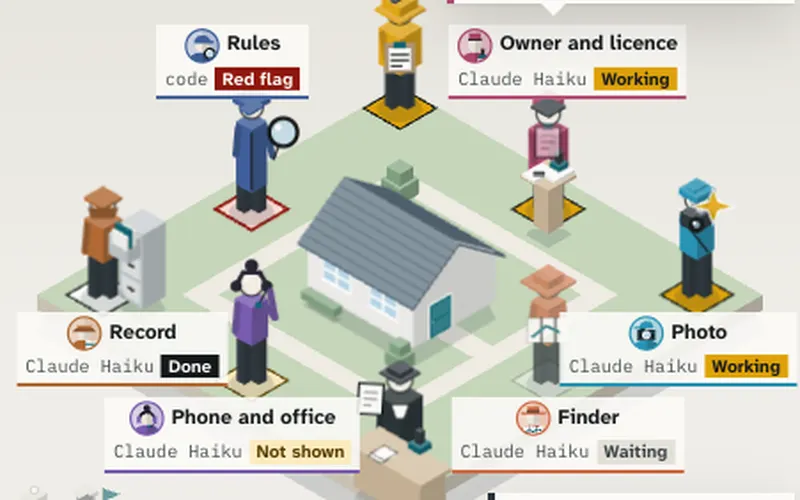 Rules
code Red flag
Owner and licence
Claude Haiku Working
Record
Claude Haiku Done
Photo
Claude Haiku Working
Phone and office
Claude Haiku Not shown
Finder
Claude Haiku Waiting